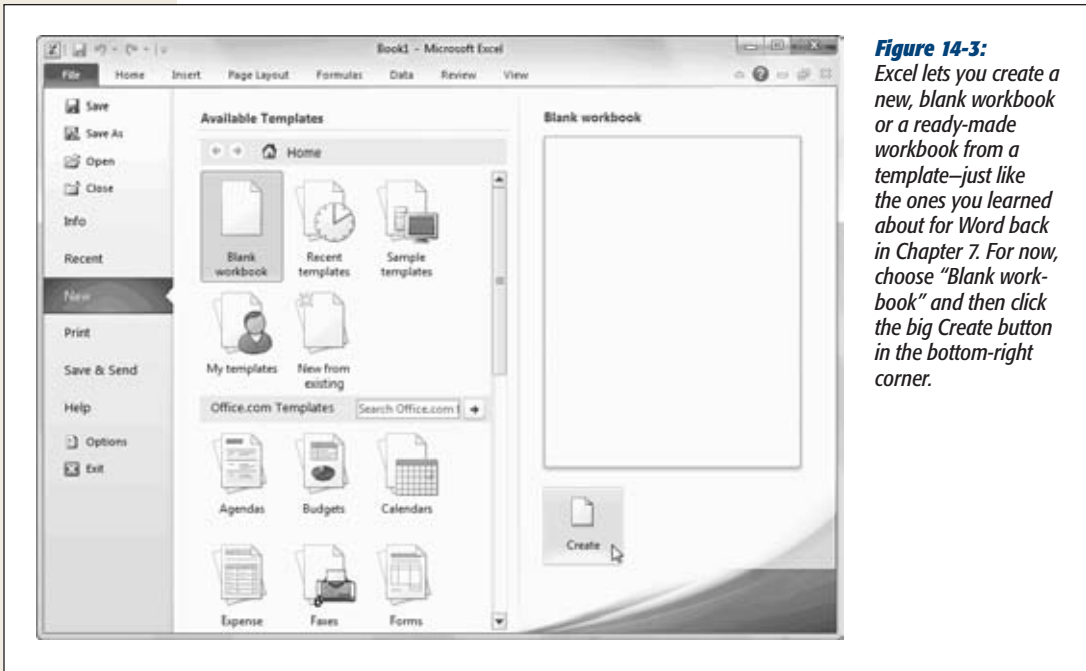 Book1 - Microsoft Excel
File Home Insert Page Layout Formulas Data Review View
Save
Save As
Open
Close
Info
Recent
New
Print
Save & Send
Help
Options
Exit
Available Templates
Home
Blank
workbook
Recent
templates
Sample
templates
My templates
New from
existing
Office.com Templates
Search Office.com
Agendas
Budgets
Calendars
Expense
Faxes
Forms
Blank workbook
Create
Figure 14-3:
Excel lets you create a
new, blank workbook
or a ready-made
workbook from a
template—just like
the ones you learned
about for Word back
in Chapter 7. For now,
choose “Blank work-
book” and then click
the big Create button
in the bottom-right
corner.